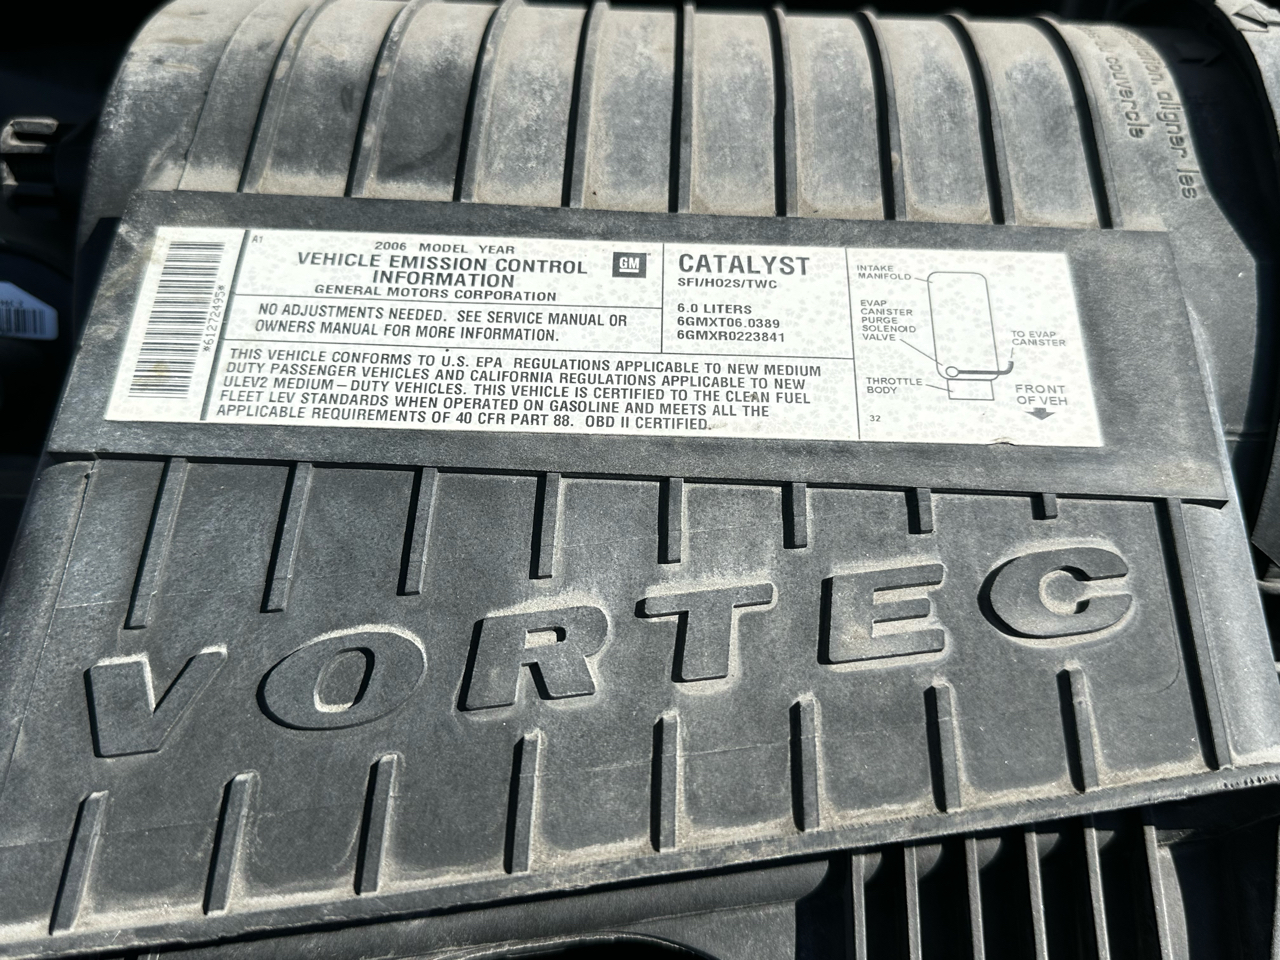 ation, aligner les
couvercle
*61272495*
A1
2006 MODEL YEAR
VEHICLE EMISSION CONTROL
INFORMATION
GENERAL MOTORS CORPORATION
GM
NO ADJUSTMENTS NEEDED. SEE SERVICE MANUAL OR
OWNERS MANUAL FOR MORE INFORMATION.
CATALYST
SFI/HO2S/TWC
6.0 LITERS
6GMXT06.0389
6GMXR0223841
THIS VEHICLE CONFORMS TO U.S. EPA REGULATIONS APPLICABLE TO NEW MEDIUM
DUTY PASSENGER VEHICLES AND CALIFORNIA REGULATIONS APPLICABLE TO NEW
ULEV2 MEDIUM-DUTY VEHICLES. THIS VEHICLE IS CERTIFIED TO THE CLEAN FUEL
FLEET LEV STANDARDS WHEN OPERATED ON GASOLINE AND MEETS ALL THE
APPLICABLE REQUIREMENTS OF 40 CFR PART 88. OBD II CERTIFIED.
INTAKE
MANIFOLD
EVAP
CANISTER
PURGE
SOLENOID
VALVE
TO EVAP
CANISTER
THROTTLE
BODY
FRONT
OF VEH
32
VORTEC